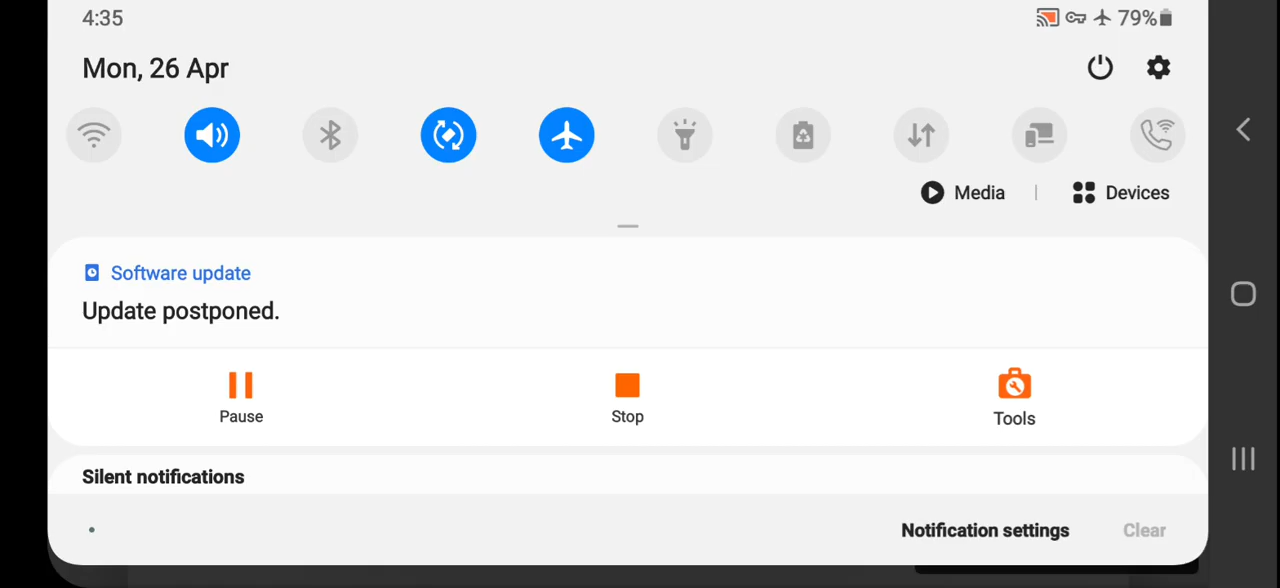 4:35
79%
Mon, 26 Apr
Media
Devices
Software update
Update postponed.
Pause
Stop
Tools
Silent notifications
Notification settings
Clear